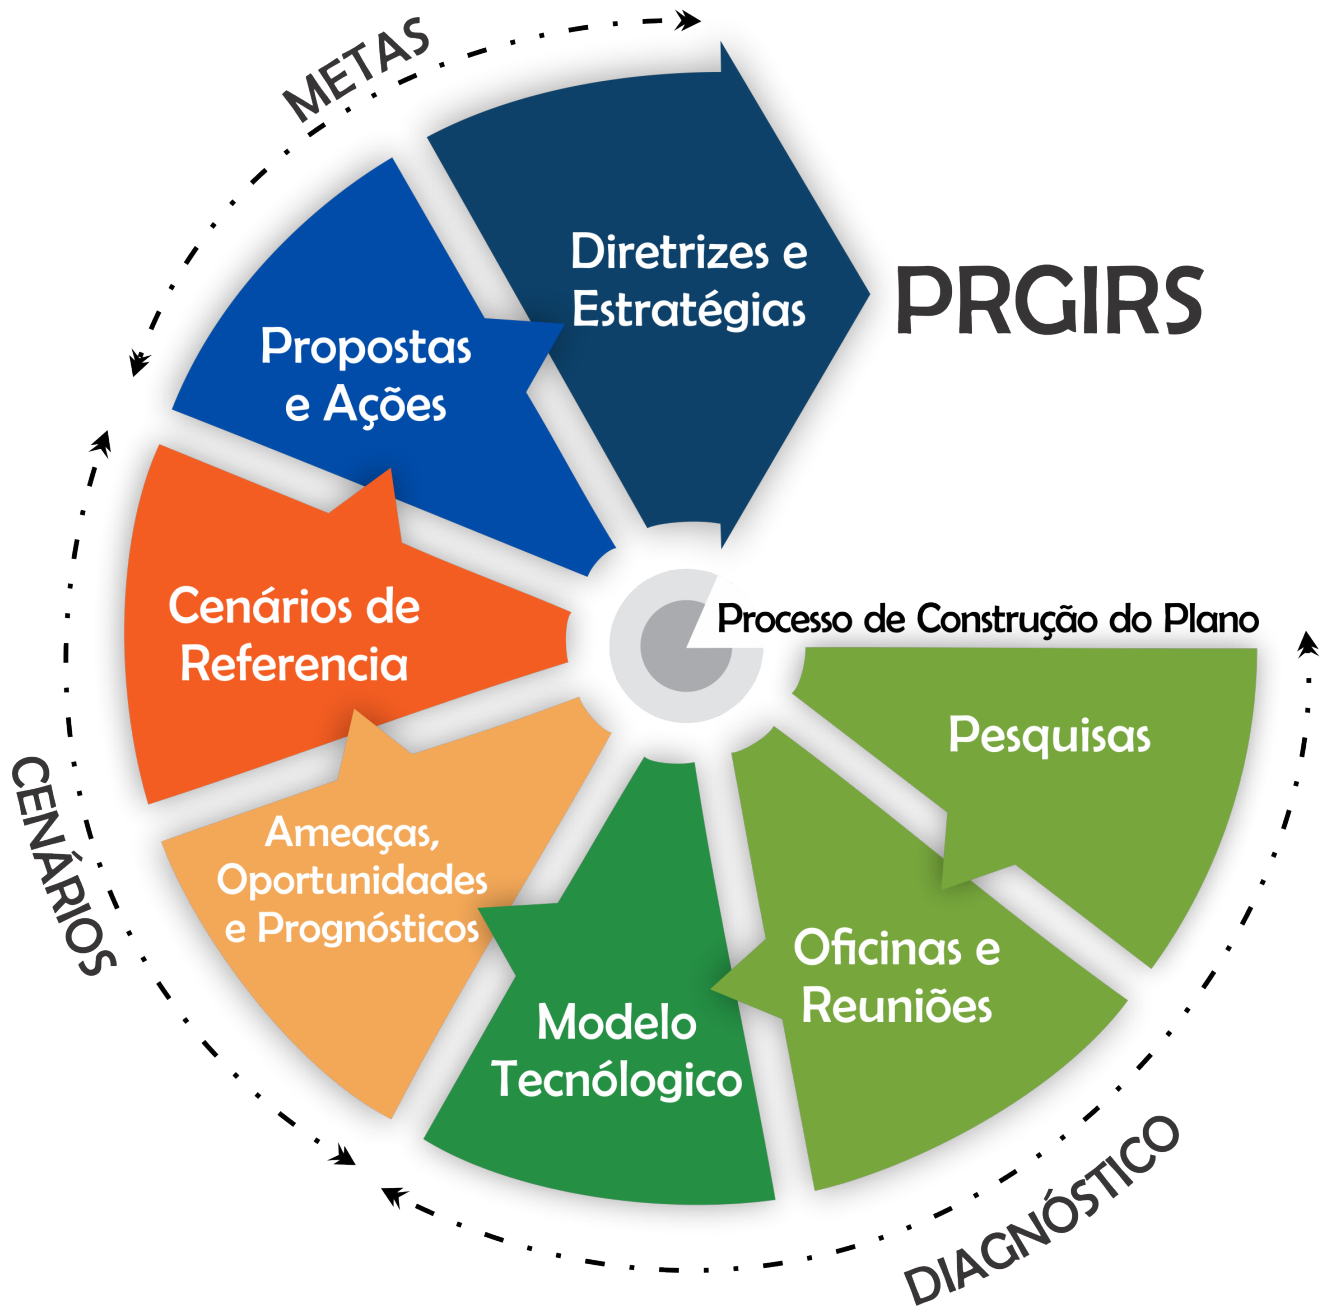 METAS
Diretrizes e
Estratégias
PRGIRS
Propostas
e Ações
Cenários de
Referencia
Processo de Construção do Plano
Pesquisas
CENÁRIOS
Ameaças,
Oportunidades
e Prognósticos
Oficinas e
Reuniões
Modelo
Tecnólogico
DIAGNÓSTICO